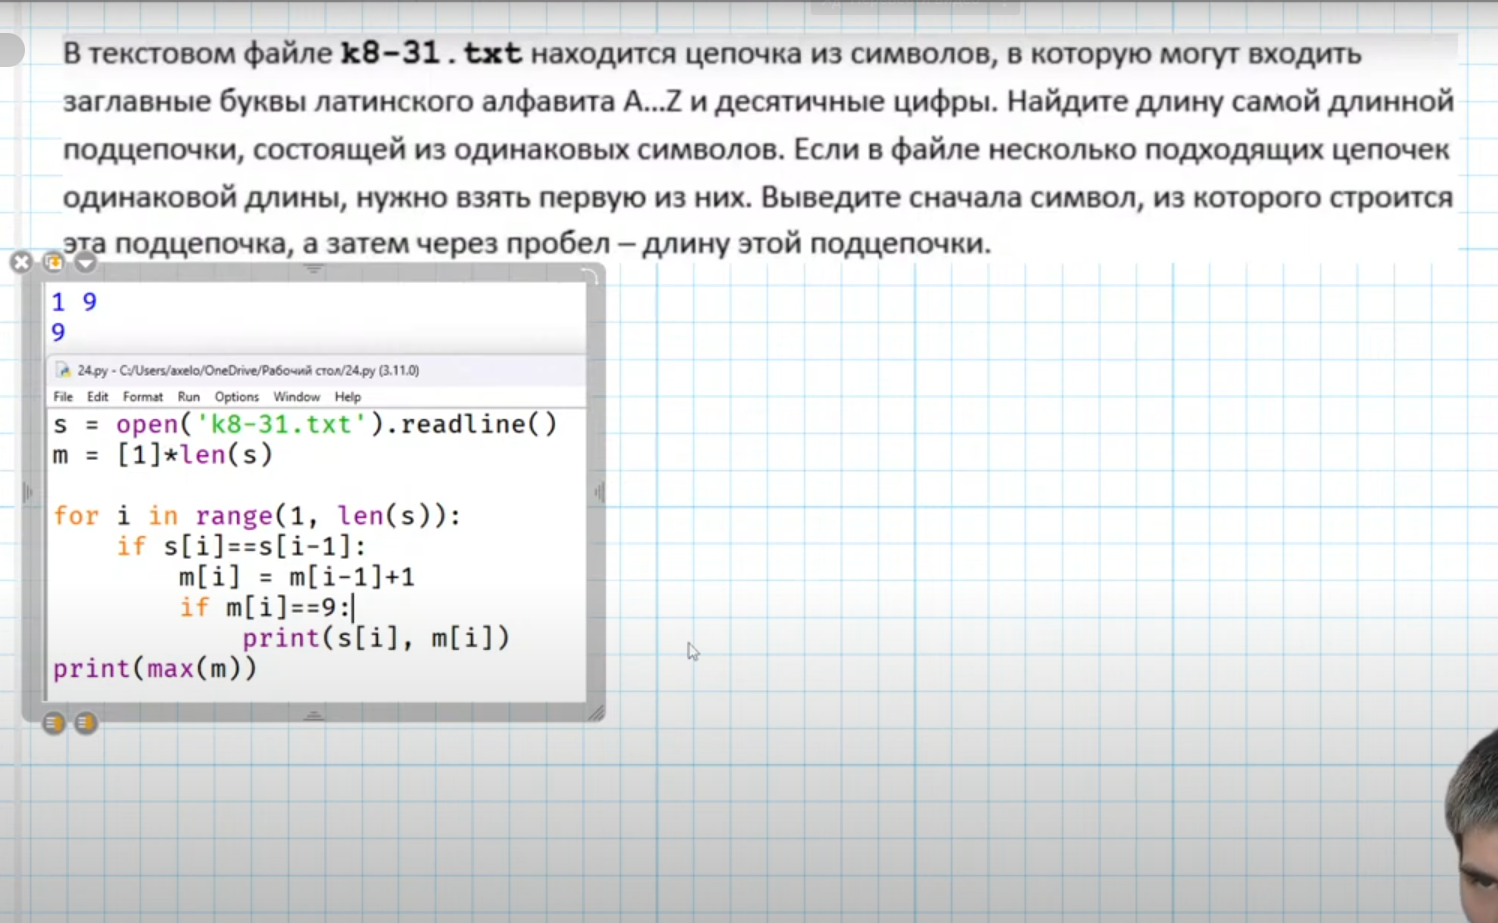 В текстовом файле k8-31.txt находится цепочка из символов, в которую могут входить
заглавные буквы латинского алфавита A...Z и десятичные цифры. Найдите длину самой длинной
подцепочки, состоящей из одинаковых символов. Если в файле несколько подходящих цепочек
одинаковой длины, нужно взять первую из них. Выведите сначала символ, из которого строится
эта подцепочка, а затем через пробел – длину этой подцепочки.
1 9
9
24.py - C:/Users/axelo/OneDrive/Рабочий стол/24.py (3.11.0)
File Edit Format Run Options Window Help
s = open('k8-31.txt').readline()
m = [1]*len(s)
for i in range(1, len(s)):
    if s[i]==s[i-1]:
        m[i] = m[i-1]+1
        if m[i]==9:
            print(s[i], m[i])
print(max(m))